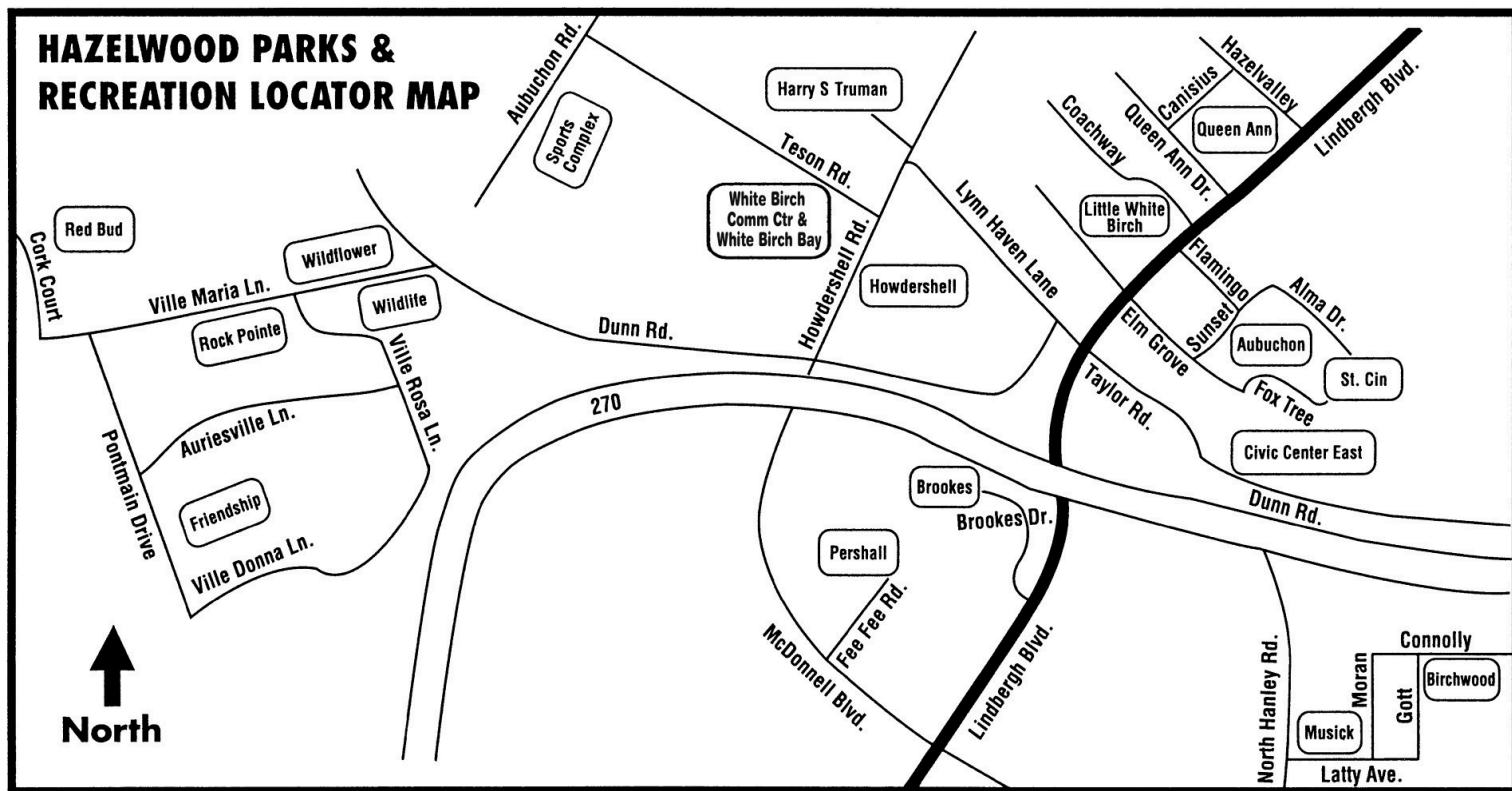 HAZELWOOD PARKS &
RECREATION LOCATOR MAP
Aubuchon Rd.
Sports
Complex
Harry S Truman
Teson Rd.
White Birch
Comm Ctr &
White Birch Bay
Howdershell Rd.
Howdershell
Lynn Haven Lane
Hazelvalley
Canisius
Queen Ann
Queen Ann Dr.
Coachway
Lindbergh Blvd.
Little White
Birch
Flamingo
Sunset
Alma Dr.
Elm Grove
Aubuchon
St. Cin
Fox Tree
Taylor Rd.
Civic Center East
Dunn Rd.
Red Bud
Cork Court
Wildflower
Ville Maria Ln.
Wildlife
Rock Pointe
Ville Rosa Ln.
Dunn Rd.
270
Auriesville Ln.
Pontmain Drive
Friendship
Ville Donna Ln.
Brookes
Brookes Dr.
Pershall
Fee Fee Rd.
McDonnell Blvd.
Lindbergh Blvd.
North Hanley Rd.
Connolly
Moran
Gott
Birchwood
Musick
Latty Ave.
North